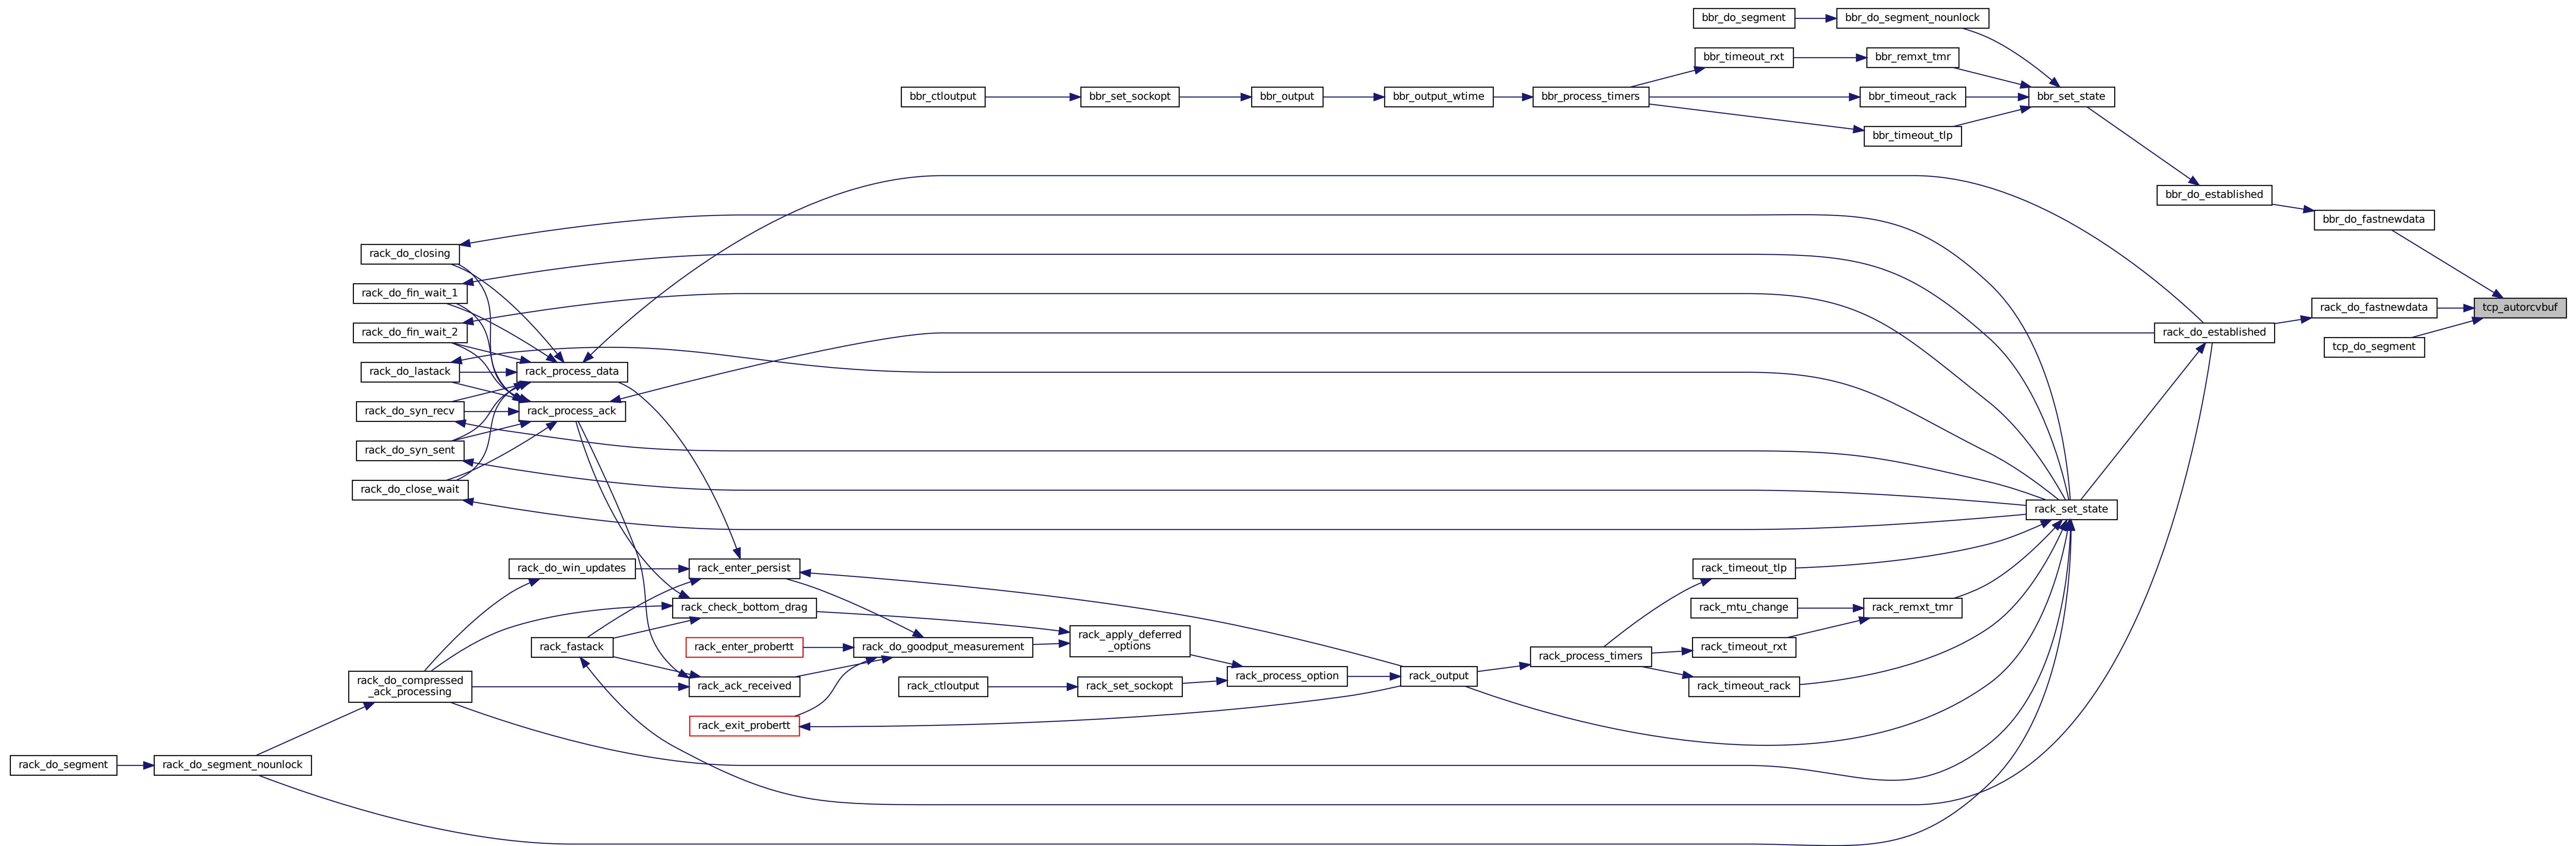 bbr_do_segment
bbr_do_segment_nounlock
bbr_timeout_rxt
bbr_remxt_tmr
bbr_ctloutput
bbr_set_sockopt
bbr_output
bbr_output_wtime
bbr_process_timers
bbr_timeout_rack
bbr_set_state
bbr_timeout_tlp
bbr_do_established
bbr_do_fastnewdata
rack_do_closing
rack_do_fin_wait_1
rack_do_fastnewdata
tcp_autorcvbuf
rack_do_fin_wait_2
rack_do_established
tcp_do_segment
rack_do_lastack
rack_process_data
rack_do_syn_recv
rack_process_ack
rack_do_syn_sent
rack_do_close_wait
rack_set_state
rack_do_win_updates
rack_enter_persist
rack_timeout_tlp
rack_check_bottom_drag
rack_mtu_change
rack_remxt_tmr
rack_fastack
rack_enter_probertt
rack_do_goodput_measurement
rack_apply_deferred
_options
rack_timeout_rxt
rack_process_timers
rack_do_compressed
_ack_processing
rack_ack_received
rack_ctloutput
rack_set_sockopt
rack_process_option
rack_output
rack_timeout_rack
rack_exit_probertt
rack_do_segment
rack_do_segment_nounlock